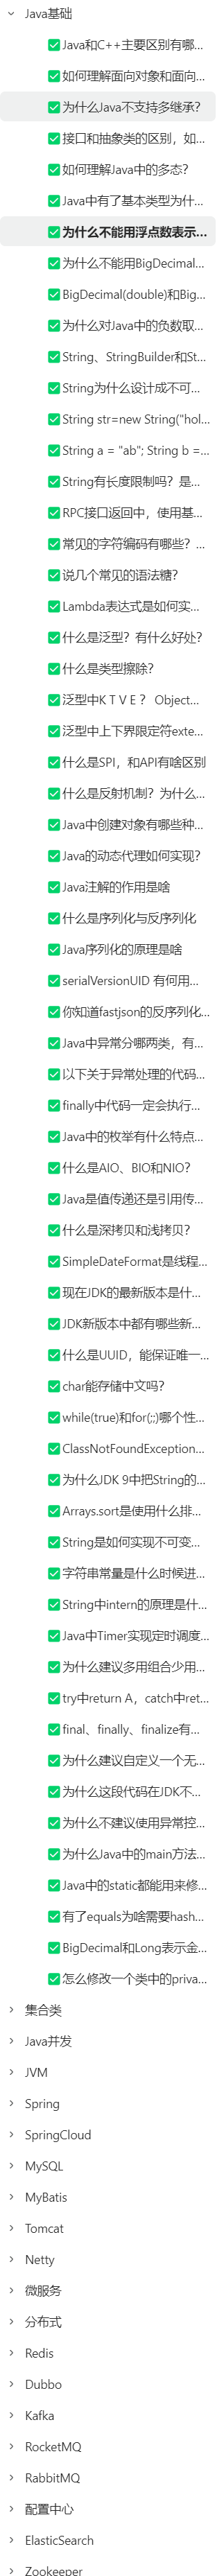 Java基础
Java和C++主要区别有哪...
如何理解面向对象和面向...
为什么Java不支持多继承?
接口和抽象类的区别，如...
如何理解Java中的多态?
Java中有了基本类型为什...
为什么不能用浮点数表示...
为什么不能用BigDecimal...
BigDecimal(double)和Big...
为什么对Java中的负数取...
String、StringBuilder和St...
String为什么设计成不可...
String str=new String("hol...
String a = "ab"; String b =...
String有长度限制吗？是...
RPC接口返回中，使用基...
常见的字符编码有哪些？...
说几个常见的语法糖?
Lambda表达式是如何实...
什么是泛型？有什么好处?
什么是类型擦除?
泛型中K T V E ？ Object...
泛型中上下界限定符exte...
什么是SPI，和API有啥区别
什么是反射机制？为什么...
Java中创建对象有哪些种...
Java的动态代理如何实现?
Java注解的作用是啥
什么是序列化与反序列化
Java序列化的原理是啥
serialVersionUID 有何用...
你知道fastjson的反序列化...
Java中异常分哪两类，有...
以下关于异常处理的代码...
finally中代码一定会执行...
Java中的枚举有什么特点...
什么是AIO、BIO和NIO?
Java是值传递还是引用传...
什么是深拷贝和浅拷贝?
SimpleDateFormat是线程...
现在JDK的最新版本是什...
JDK新版本中都有哪些新...
什么是UUID，能保证唯一...
char能存储中文吗?
while(true)和for(;;)哪个性...
ClassNotFoundException...
为什么JDK 9中把String的...
Arrays.sort是使用什么排...
String是如何实现不可变...
字符串常量是什么时候进...
String中intern的原理是什...
Java中Timer实现定时调度...
为什么建议多用组合少用...
try中return A，catch中ret...
final、finally、finalize有...
为什么建议自定义一个无...
为什么这段代码在JDK不...
为什么不建议使用异常控...
为什么Java中的main方法...
Java中的static都能用来修...
有了equals为啥需要hash...
BigDecimal和Long表示金...
怎么修改一个类中的priva...
集合类
Java并发
JVM
Spring
SpringCloud
MySQL
MyBatis
Tomcat
Netty
微服务
分布式
Redis
Dubbo
Kafka
RocketMQ
RabbitMQ
配置中心
ElasticSearch
Zookeeper